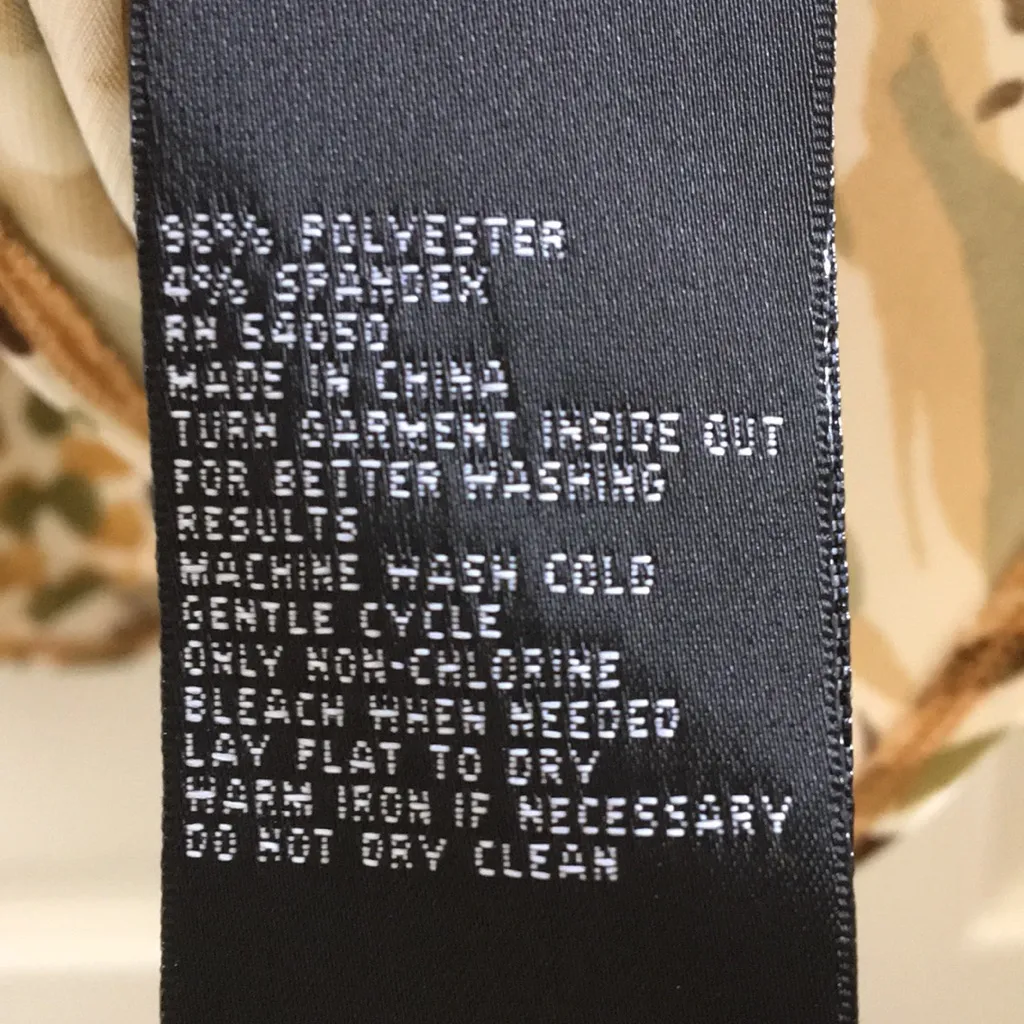 96% POLYESTER
4% SPANDEX
RN 54050
MADE IN CHINA
TURN GARMENT INSIDE OUT
FOR BETTER WASHING
RESULTS
MACHINE WASH COLD
GENTLE CYCLE
ONLY NON-CHLORINE
BLEACH WHEN NEEDED
LAY FLAT TO DRY
WARM IRON IF NECESSARY
DO NOT DRY CLEAN